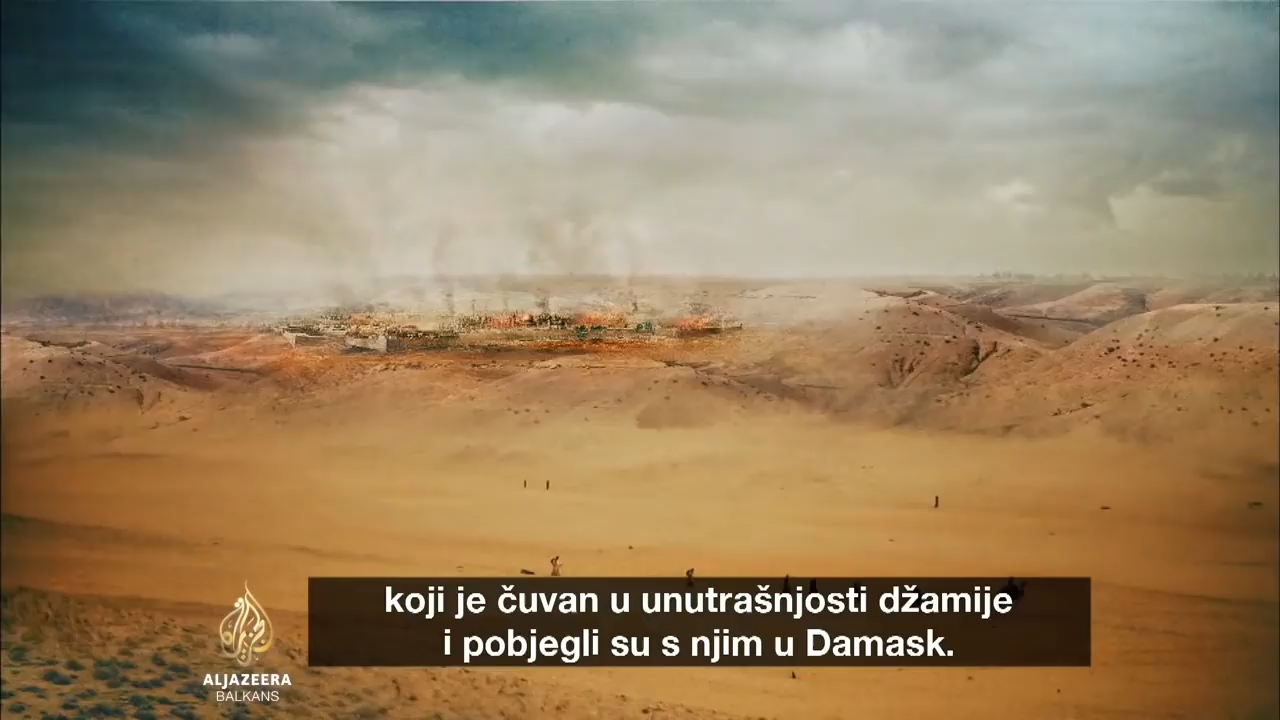 koji je čuvan u unutrašnjosti džamije
i pobjegli su s njim u Damask.
ALJAZEERA
BALKANS